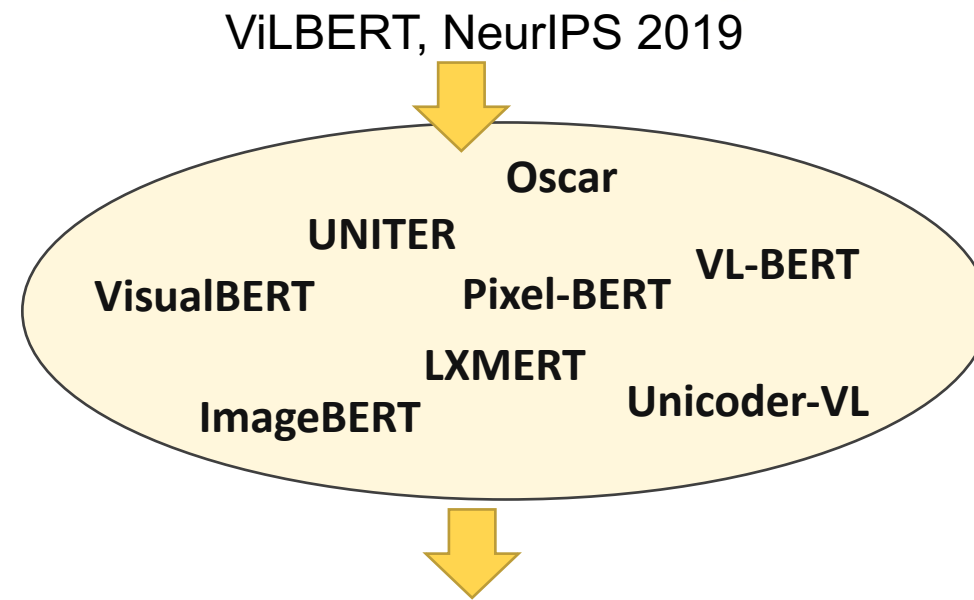 ViLBERT, NeurIPS 2019
Oscar
UNITER
VL-BERT
VisualBERT
Pixel-BERT
LXMERT
Unicoder-VL
ImageBERT